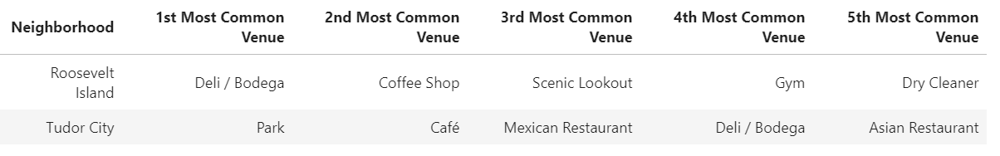 Neighborhood 1st Most Common Venue 2nd Most Common Venue 3rd Most Common Venue 4th Most Common Venue 5th Most Common Venue
Roosevelt Island Deli / Bodega Coffee Shop Scenic Lookout Gym Dry Cleaner
Tudor City Park Café Mexican Restaurant Deli / Bodega Asian Restaurant